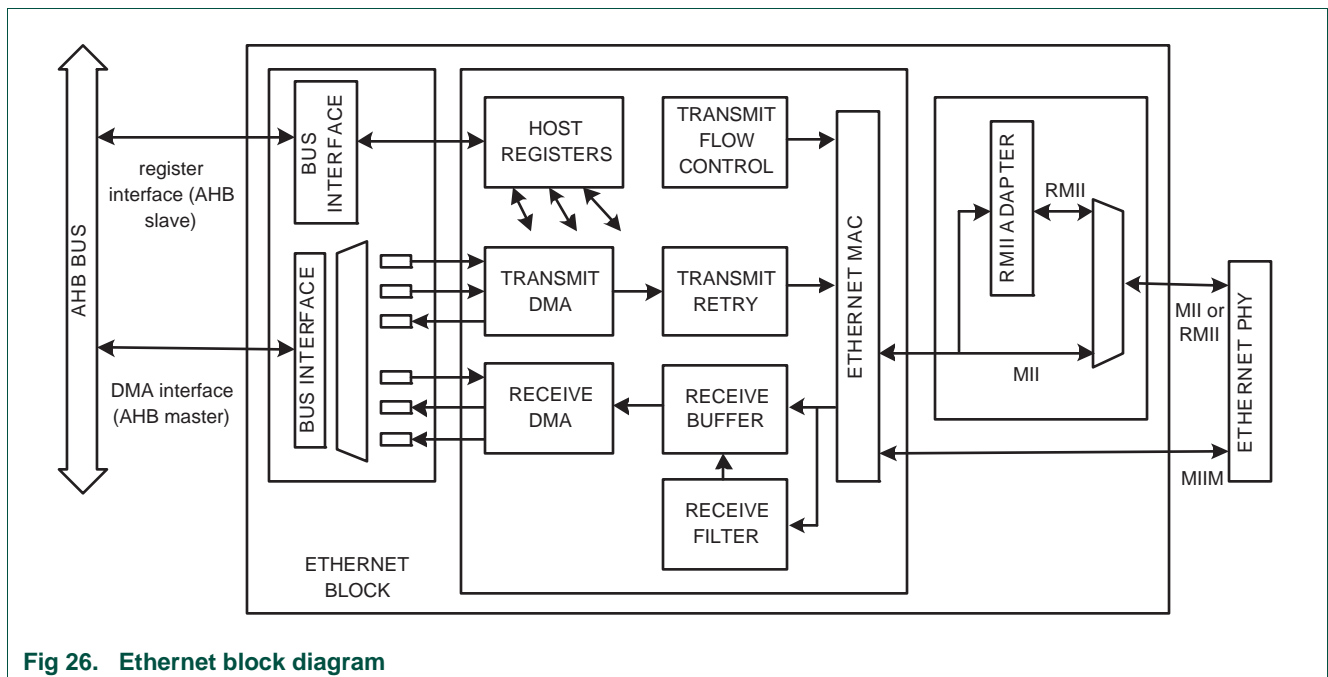 AHB BUS
register
interface (AHB
slave)
DMA interface
(AHB master)
BUS
INTERFACE
BUS INTERFACE
HOST
REGISTERS
TRANSMIT
FLOW
CONTROL
TRANSMIT
DMA
TRANSMIT
RETRY
RECEIVE
DMA
RECEIVE
BUFFER
RECEIVE
FILTER
ETHERNET
BLOCK
ETHERNET MAC
RMII ADAPTER
RMII
MII
MII or
RMII
MIIM
ETHERNET PHY
Fig 26. Ethernet block diagram